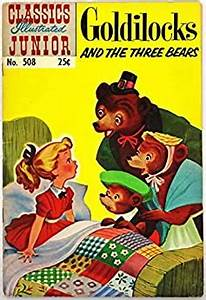 CLASSICS
Illustrated
JUNIOR
No. 508 25¢
Goldilocks
AND THE THREE BEARS